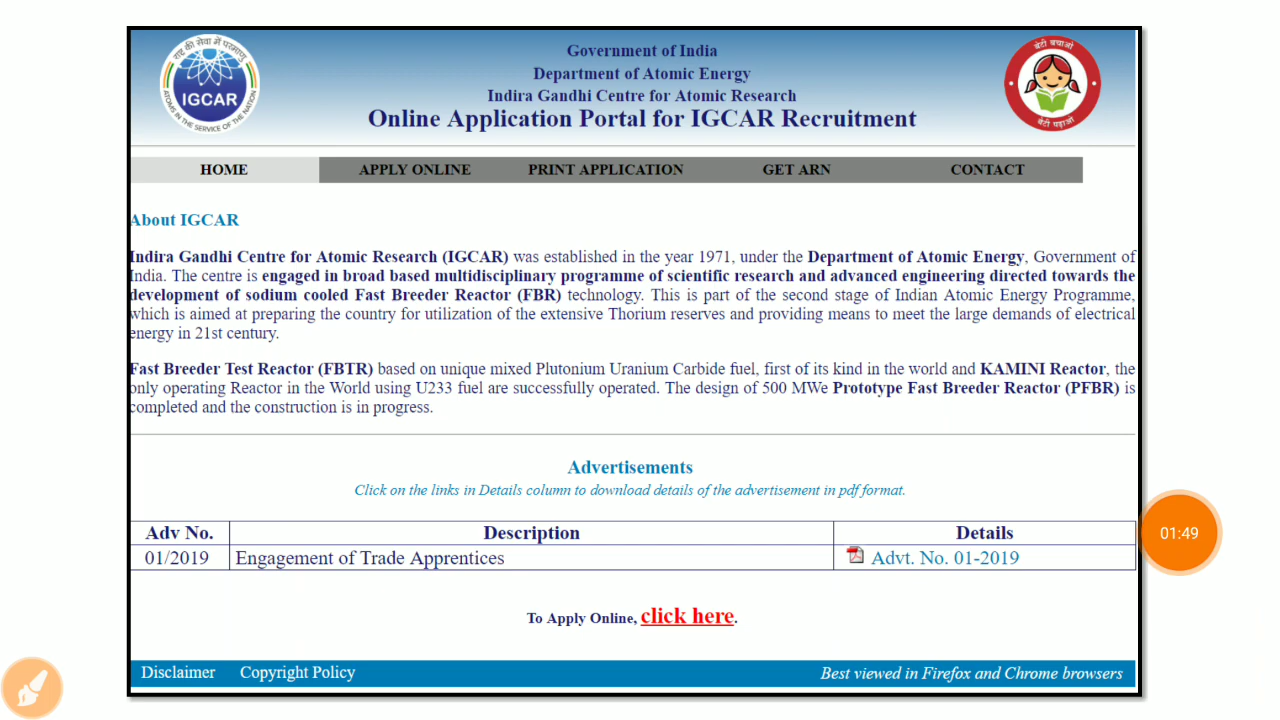 राष्ट्र की सेवा में परमाणु
IGCAR
ATOMS IN THE SERVICE OF THE NATION
Government of India
Department of Atomic Energy
Indira Gandhi Centre for Atomic Research
Online Application Portal for IGCAR Recruitment
बेटी बचाओ
बेटी पढ़ाओ
HOME APPLY ONLINE PRINT APPLICATION GET ARN CONTACT
About IGCAR
Indira Gandhi Centre for Atomic Research (IGCAR) was established in the year 1971, under the Department of Atomic Energy, Government of
India. The centre is engaged in broad based multidisciplinary programme of scientific research and advanced engineering directed towards the
development of sodium cooled Fast Breeder Reactor (FBR) technology. This is part of the second stage of Indian Atomic Energy Programme,
which is aimed at preparing the country for utilization of the extensive Thorium reserves and providing means to meet the large demands of electrical
energy in 21st century.
Fast Breeder Test Reactor (FBTR) based on unique mixed Plutonium Uranium Carbide fuel, first of its kind in the world and KAMINI Reactor, the
only operating Reactor in the World using U233 fuel are successfully operated. The design of 500 MWe Prototype Fast Breeder Reactor (PFBR) is
completed and the construction is in progress.
Advertisements
Click on the links in Details column to download details of the advertisement in pdf format.
Adv No. Description Details
01/2019 Engagement of Trade Apprentices Advt. No. 01-2019
01:49
To Apply Online, click here.
Disclaimer Copyright Policy Best viewed in Firefox and Chrome browsers